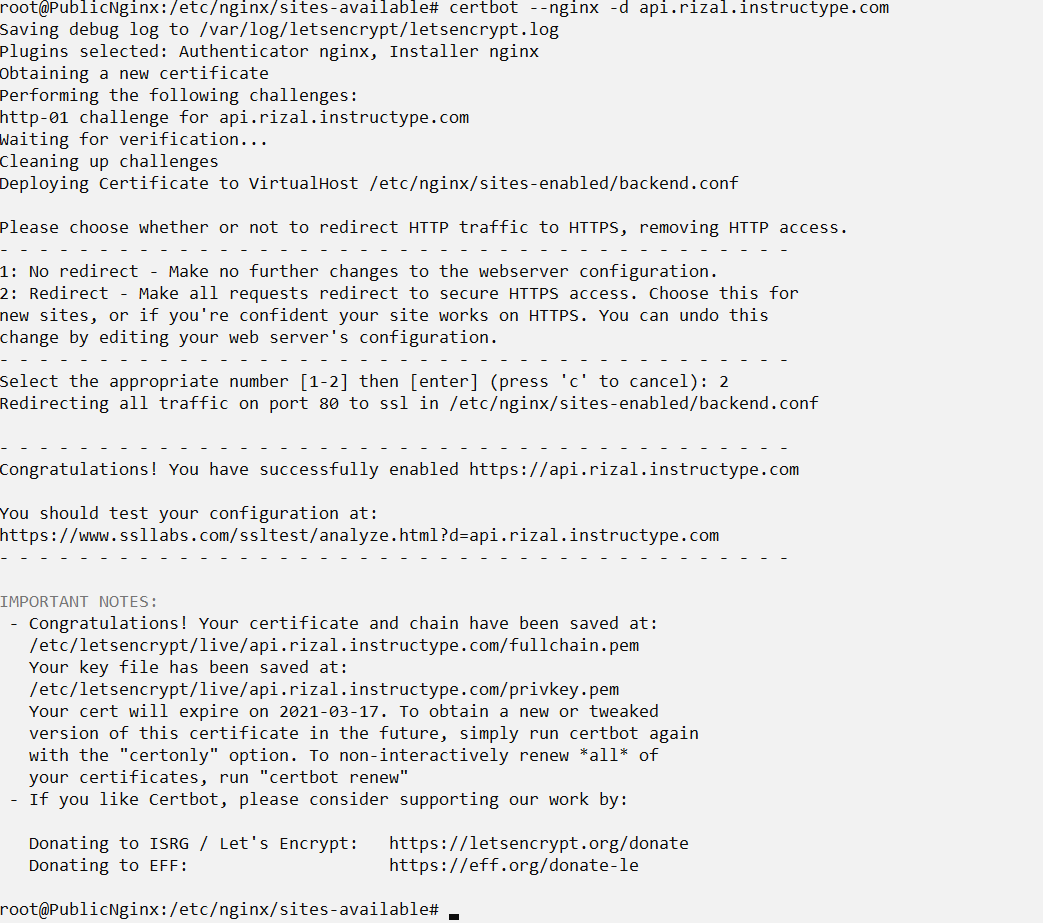 root@PublicNginx:/etc/nginx/sites-available# certbot --nginx -d api.rizal.instructype.com
Saving debug log to /var/log/letsencrypt/letsencrypt.log
Plugins selected: Authenticator nginx, Installer nginx
Obtaining a new certificate
Performing the following challenges:
http-01 challenge for api.rizal.instructype.com
Waiting for verification...
Cleaning up challenges
Deploying Certificate to VirtualHost /etc/nginx/sites-enabled/backend.conf
Please choose whether or not to redirect HTTP traffic to HTTPS, removing HTTP access.
- - - - - - - - - - - - - - - - - - - - - - - - - - - - - - - - - - - - - - - -
1: No redirect - Make no further changes to the webserver configuration.
2: Redirect - Make all requests redirect to secure HTTPS access. Choose this for
new sites, or if you're confident your site works on HTTPS. You can undo this
change by editing your web server's configuration.
- - - - - - - - - - - - - - - - - - - - - - - - - - - - - - - - - - - - - - - -
Select the appropriate number [1-2] then [enter] (press 'c' to cancel): 2
Redirecting all traffic on port 80 to ssl in /etc/nginx/sites-enabled/backend.conf
- - - - - - - - - - - - - - - - - - - - - - - - - - - - - - - - - - - - - - - -
Congratulations! You have successfully enabled https://api.rizal.instructype.com
You should test your configuration at:
https://www.ssllabs.com/ssltest/analyze.html?d=api.rizal.instructype.com
- - - - - - - - - - - - - - - - - - - - - - - - - - - - - - - - - - - - - - - -
IMPORTANT NOTES:
- Congratulations! Your certificate and chain have been saved at:
/etc/letsencrypt/live/api.rizal.instructype.com/fullchain.pem
Your key file has been saved at:
/etc/letsencrypt/live/api.rizal.instructype.com/privkey.pem
Your cert will expire on 2021-03-17. To obtain a new or tweaked
version of this certificate in the future, simply run certbot again
with the "certonly" option. To non-interactively renew *all* of
your certificates, run "certbot renew"
- If you like Certbot, please consider supporting our work by:
Donating to ISRG / Let's Encrypt: https://letsencrypt.org/donate
Donating to EFF: https://eff.org/donate-le
root@PublicNginx:/etc/nginx/sites-available#